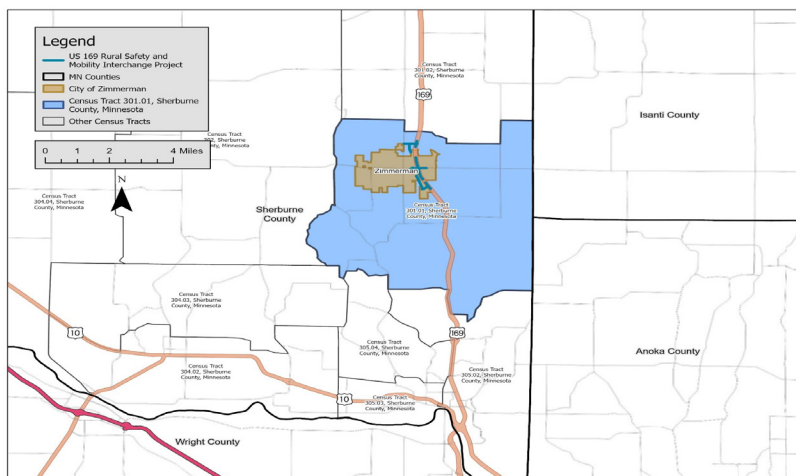 Legend
US 169 Rural Safety and
Mobility Interchange Project
MN Counties
City of Zimmerman
Census Tract 301.01, Sherburne
County, Minnesota
Other Census Tracts
0 1 2 4 Miles
N
Census Tract
301.02, Sherburne
County, Minnesota
169
Isanti County
Census Tract
302, Sherburne
County, Minnesota
Zimmerman
Census Tract
304.04, Sherburne
County, Minnesota
Sherburne
County
Census Tract
301.01, Sherburne
County, Minnesota
Census Tract
304.03, Sherburne
County, Minnesota
10
169
Census Tract
305.04, Sherburne
County, Minnesota
Anoka County
Census Tract
304.02, Sherburne
County, Minnesota
Census Tract
305.02, Sherburne
County, Minnesota
10
Census Tract
305.03, Sherburne
County, Minnesota
Wright County